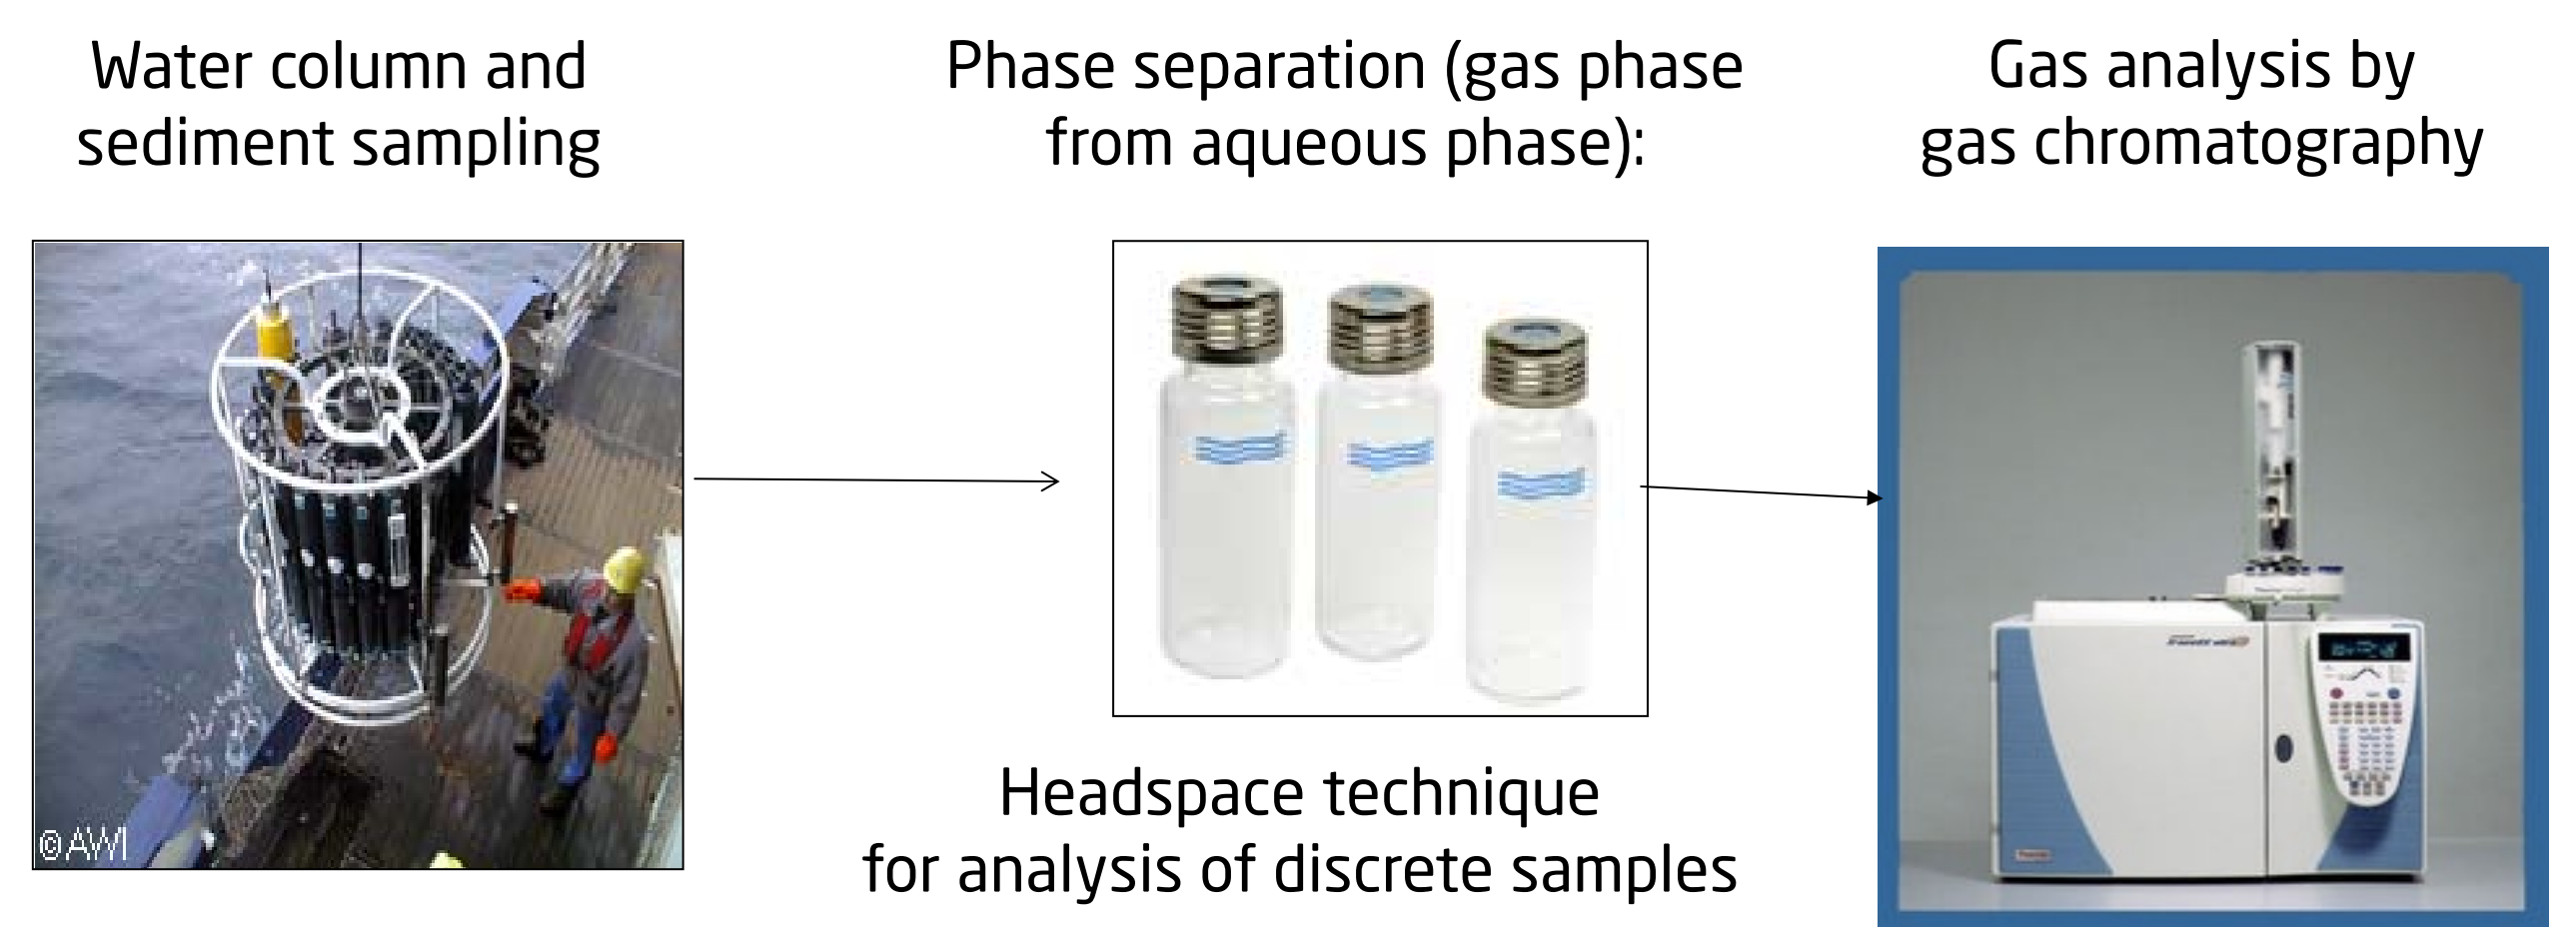 Water column and
sediment sampling
Phase separation (gas phase
from aqueous phase):
Gas analysis by
gas chromatography
©AWI
Headspace technique
for analysis of discrete samples